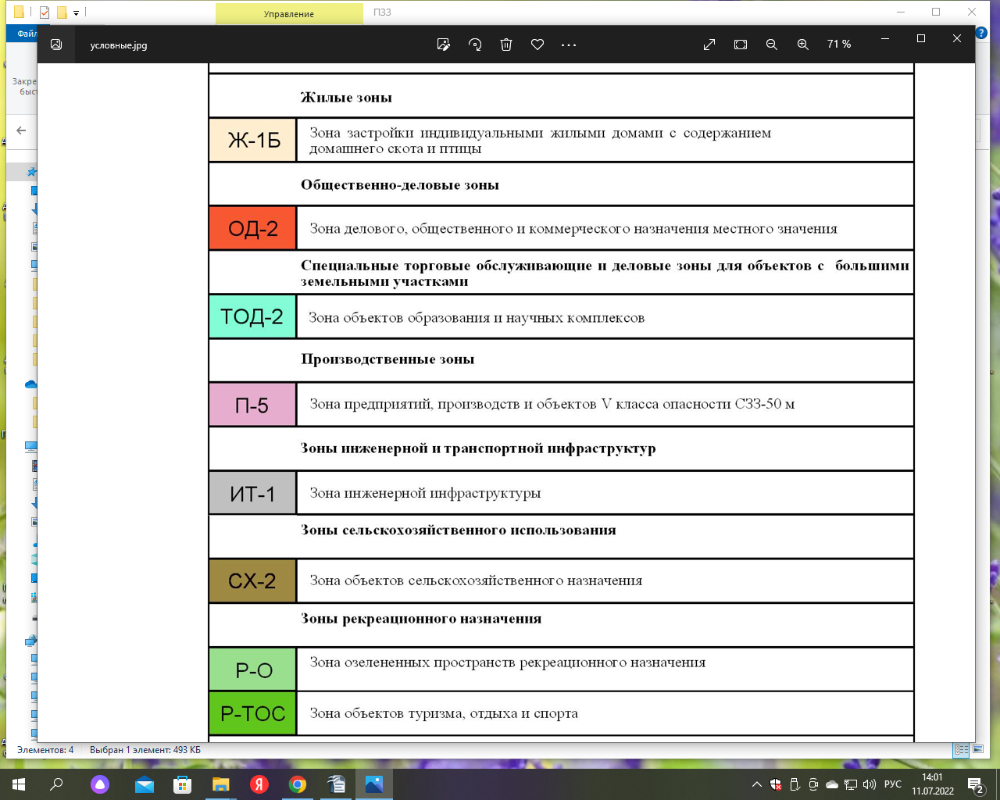 Управление
ПЗЗ
Файл
условные.jpg
71 %
Жилые зоны
Ж-1Б
Зона застройки индивидуальными жилыми домами с содержанием
домашнего скота и птицы
Общественно-деловые зоны
ОД-2
Зона делового, общественного и коммерческого назначения местного значения
Специальные торговые обслуживающие и деловые зоны для объектов с большими
земельными участками
ТОД-2
Зона объектов образования и научных комплексов
Производственные зоны
П-5
Зона предприятий, производств и объектов V класса опасности СЗЗ-50 м
Зоны инженерной и транспортной инфраструктур
ИТ-1
Зона инженерной инфраструктуры
Зоны сельскохозяйственного использования
СХ-2
Зона объектов сельскохозяйственного назначения
Зоны рекреационного назначения
Р-О
Зона озелененных пространств рекреационного назначения
Р-ТОС
Зона объектов туризма, отдыха и спорта
Элементов: 4 Выбран 1 элемент: 493 КБ
РУС
14:01
11.07.2022
2